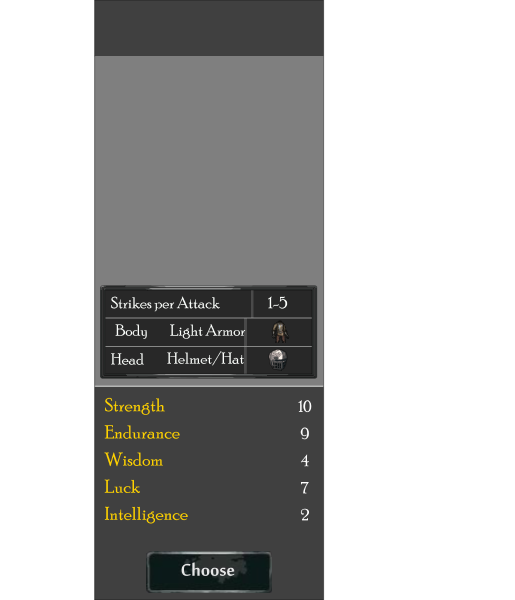 Strikes per Attack 1-5
Body Light Armor
Head Helmet/Hat
Strength 10
Endurance 9
Wisdom 4
Luck 7
Intelligence 2
Choose